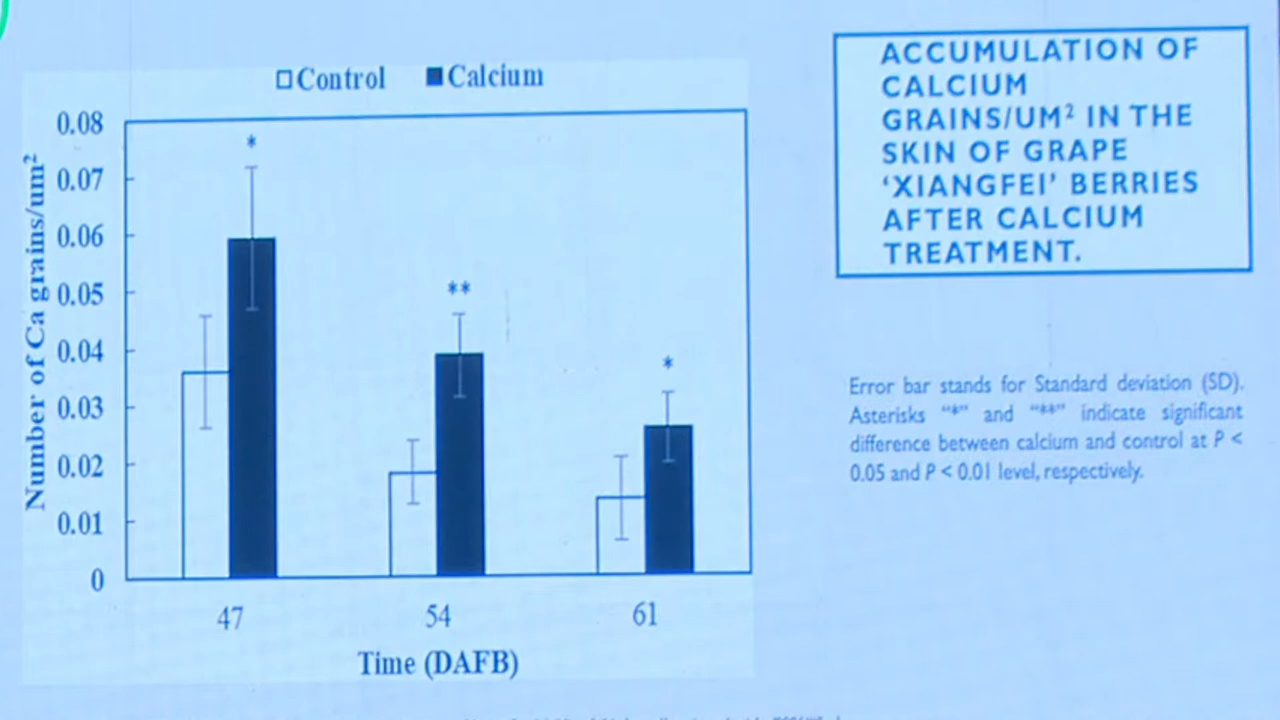 Control Calcium
0.08
0.07
0.06
0.05
0.04
0.03
0.02
0.01
0
Number of Ca grains/um²
*
**
*
47 54 61
Time (DAFB)
ACCUMULATION OF
CALCIUM
GRAINS/UM² IN THE
SKIN OF GRAPE
‘XIANGFEI’ BERRIES
AFTER CALCIUM
TREATMENT.
Error bar stands for Standard deviation (SD).
Asterisks “*” and “**” indicate significant
difference between calcium and control at P <
0.05 and P < 0.01 level, respectively.